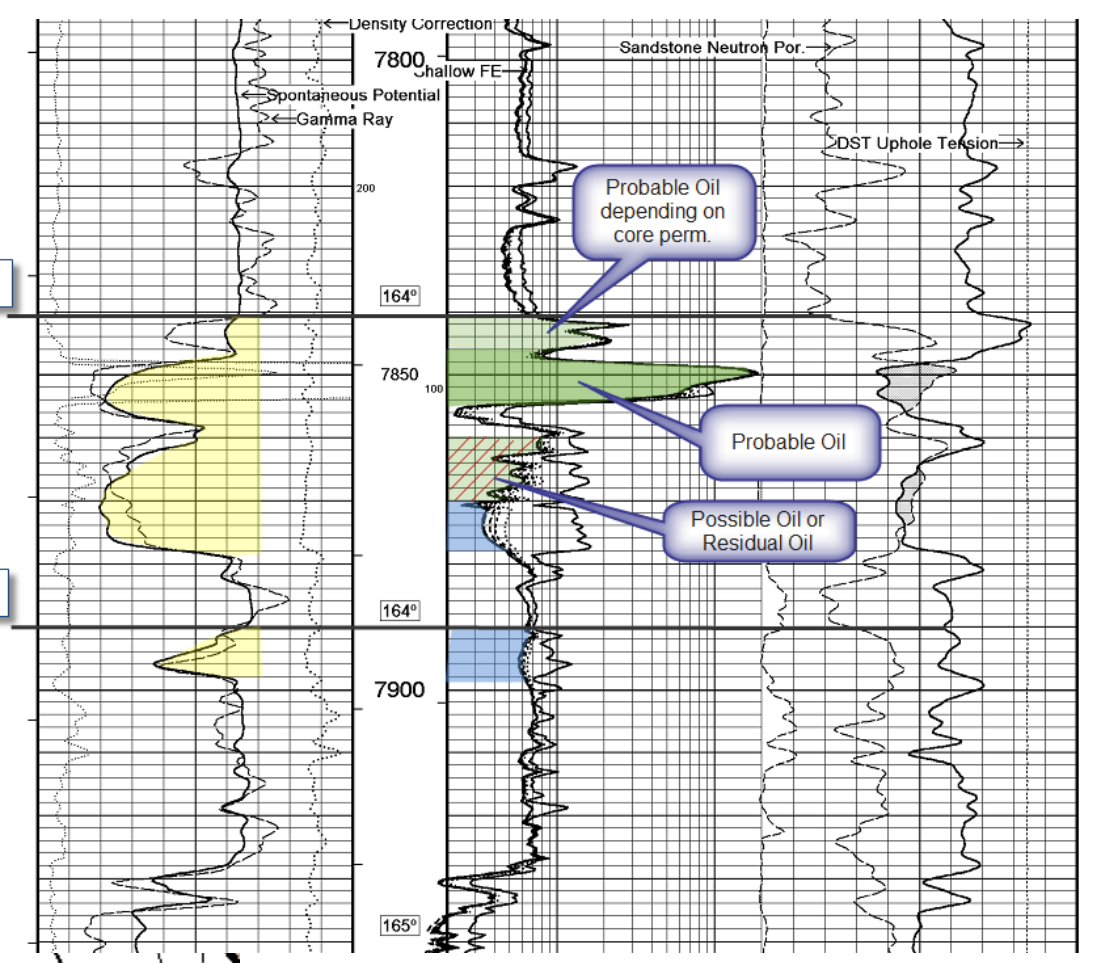 Density Correction
7800
Sandstone Neutron Por.
Shallow FE
Spontaneous Potential
Gamma Ray
DST Uphole Tension
200
Probable Oil
depending on
core perm.
164°
7850
100
Probable Oil
Possible Oil or
Residual Oil
164°
7900
165°